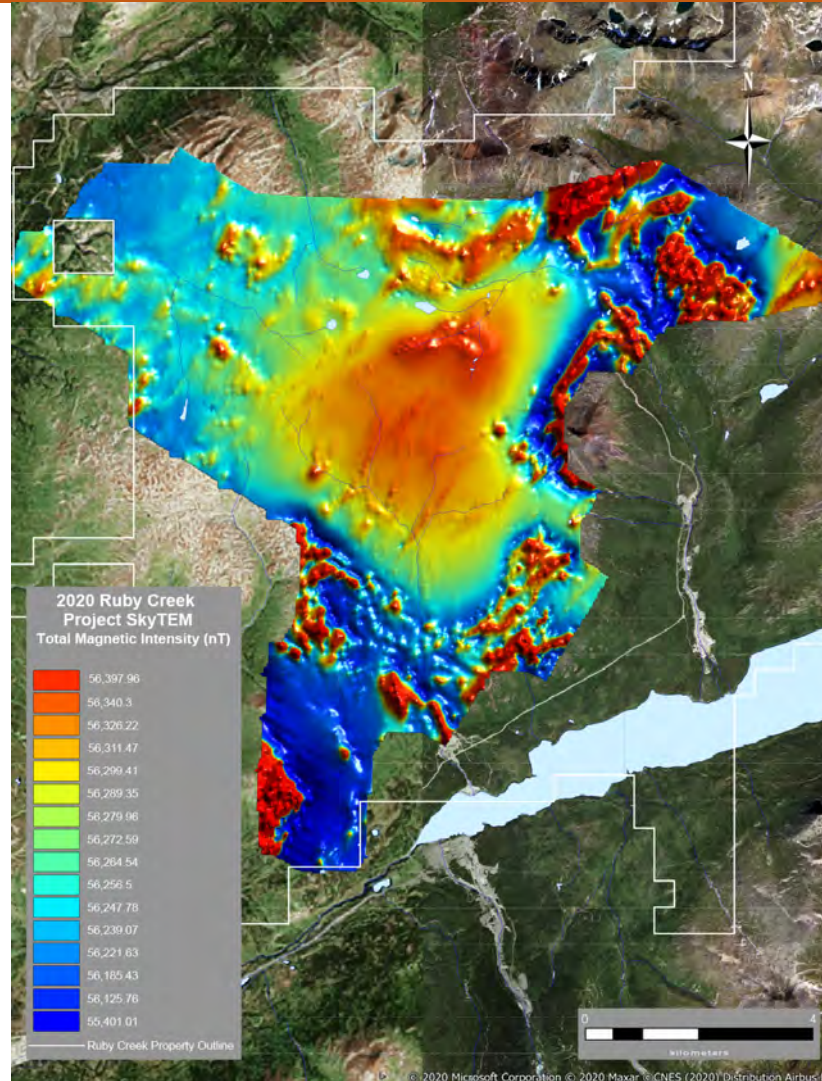 N
2020 Ruby Creek
Project SkyTEM
Total Magnetic Intensity (nT)
56,397.96
56,340.3
56,326.22
56,311.47
56,299.41
56,289.35
56,279.96
56,272.59
56,264.54
56,256.5
56,247.78
56,239.07
56,221.63
56,185.43
56,125.76
55,401.01
Ruby Creek Property Outline
0 4
kilometers
© 2020 Microsoft Corporation © 2020 Maxar © CNES (2020) Distribution Airbus